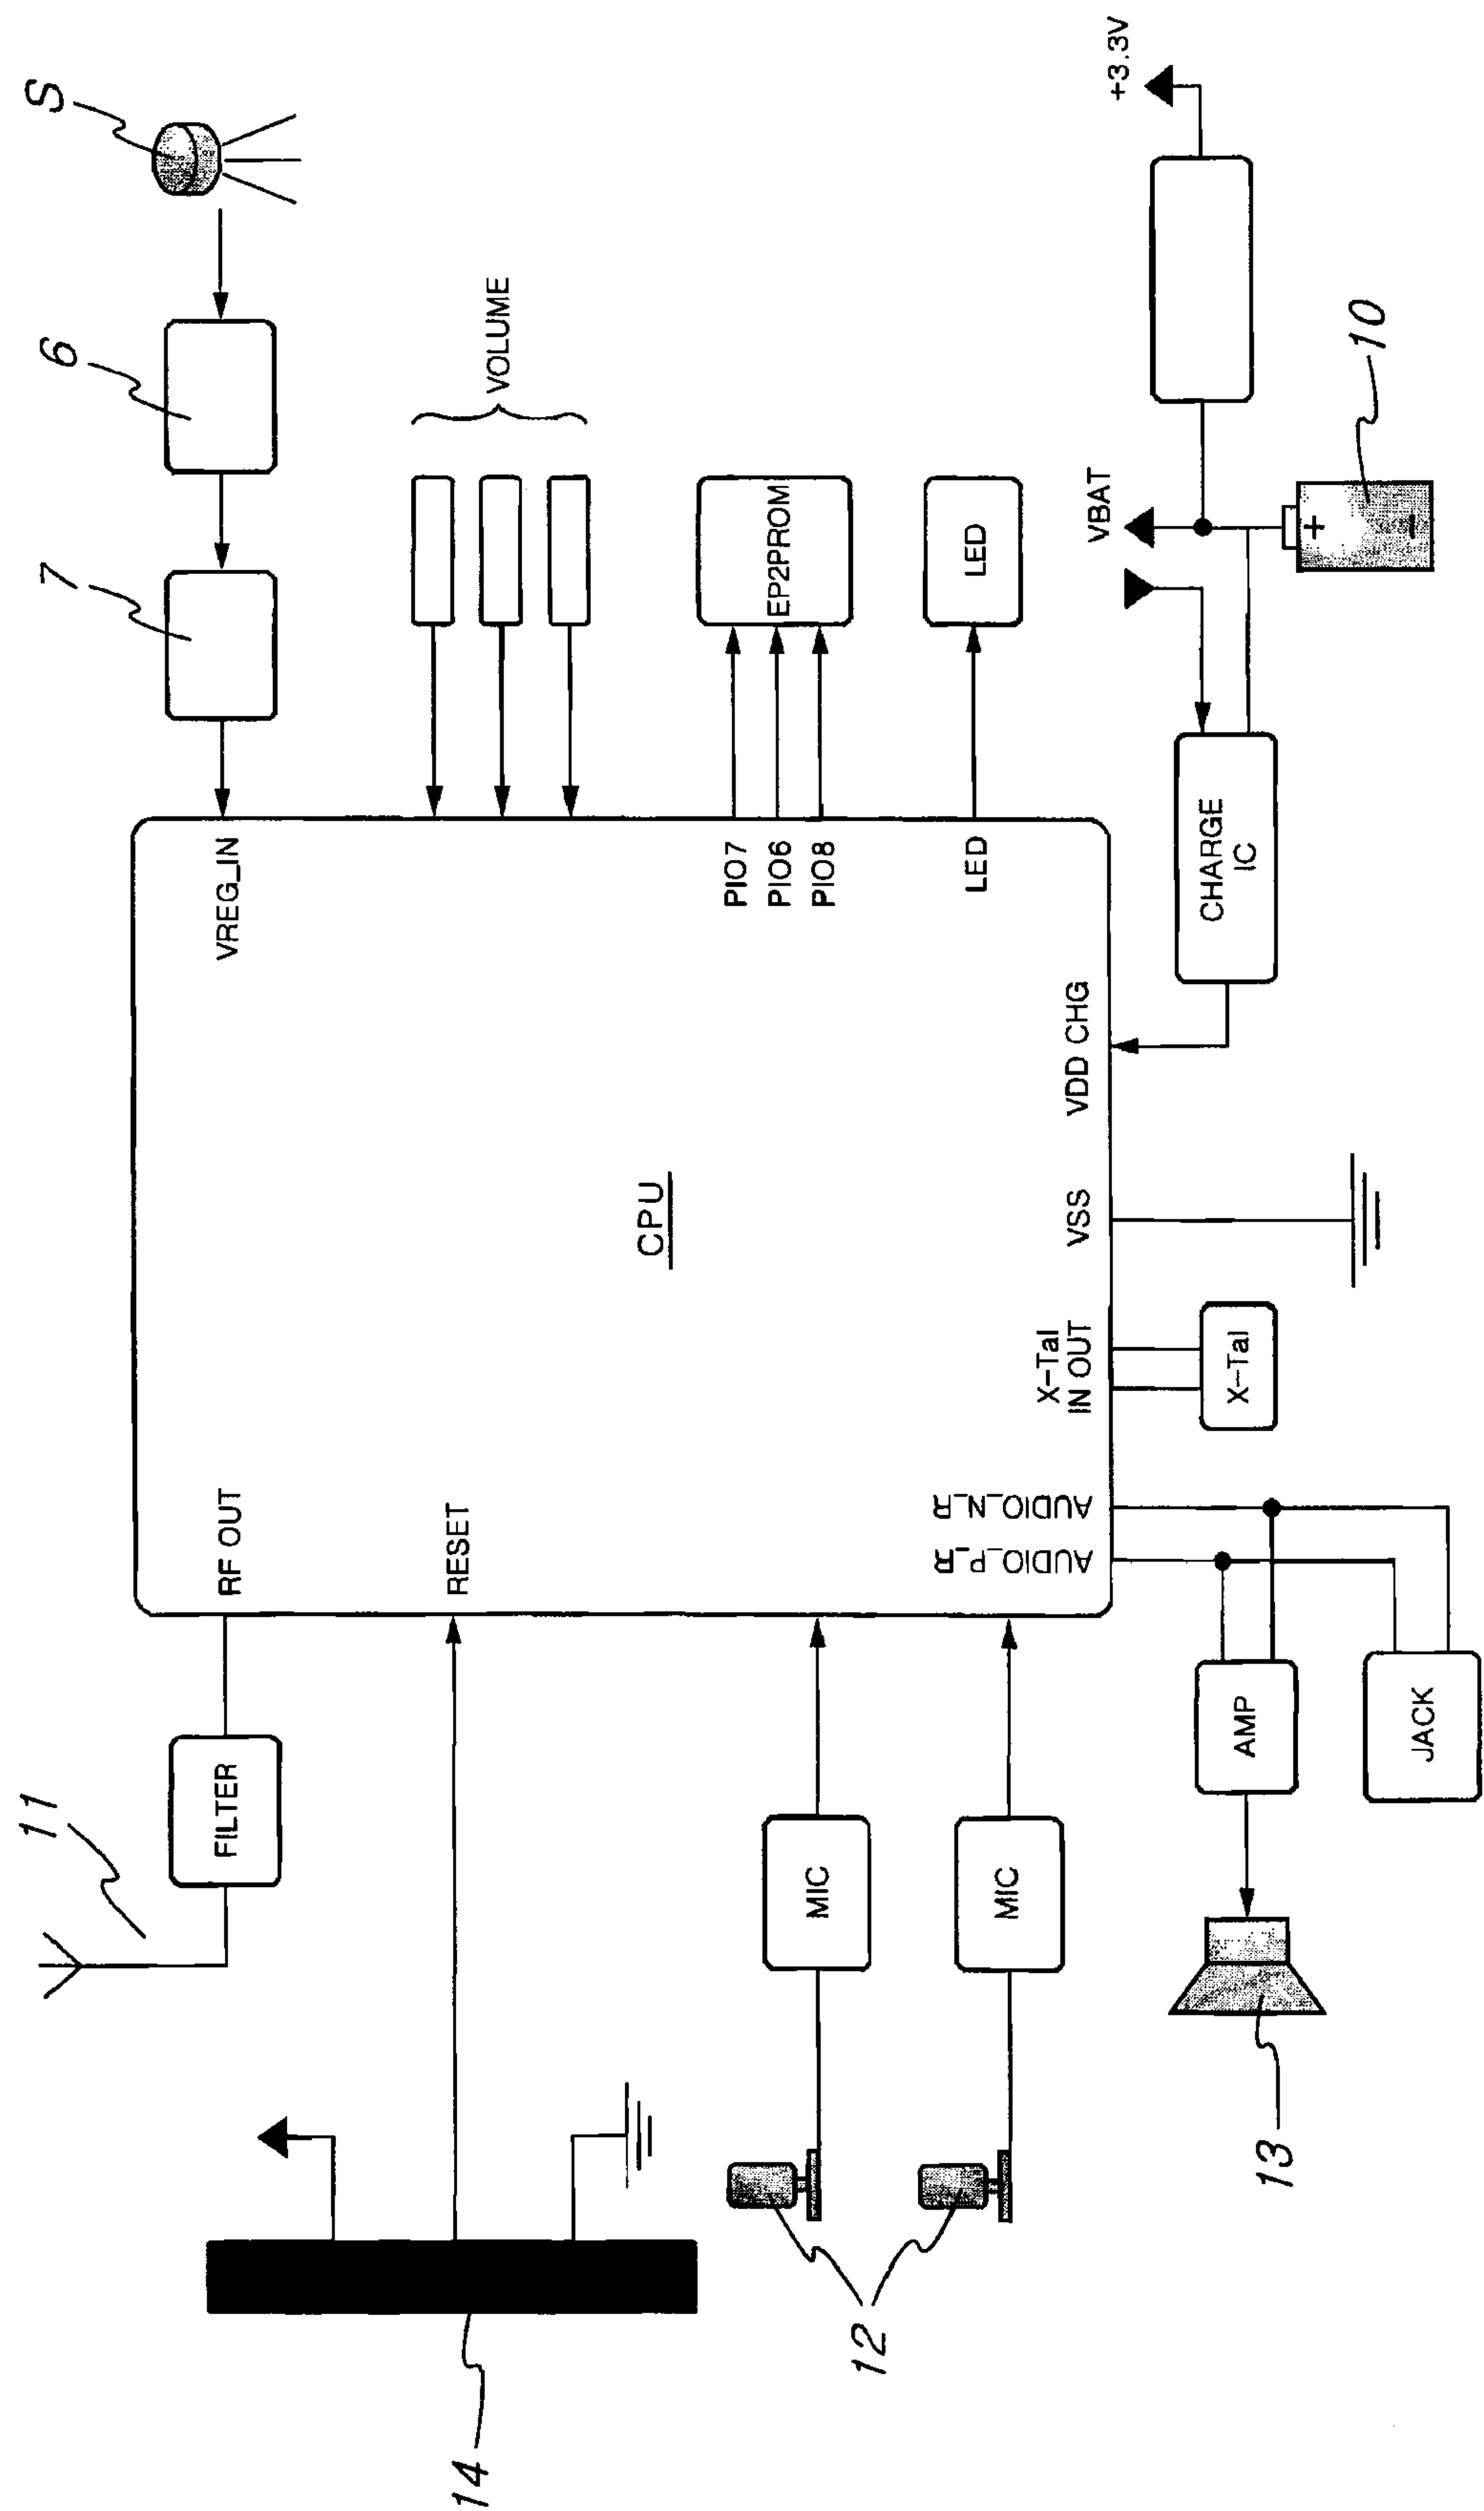 11
FILTER
RF OUT
VREG_IN
7
6
S
14
RESET
VOLUME
CPU
12
MIC
MIC
PIO7
PIO6
PIO8
EP2PROM
LED
LED
AUDIO_P_R
AUDIO_N_R
X-Tal
IN OUT
VSS
VDD CHG
13
AMP
JACK
X-Tal
CHARGE
IC
VBAT
+3.3V
+
-
10